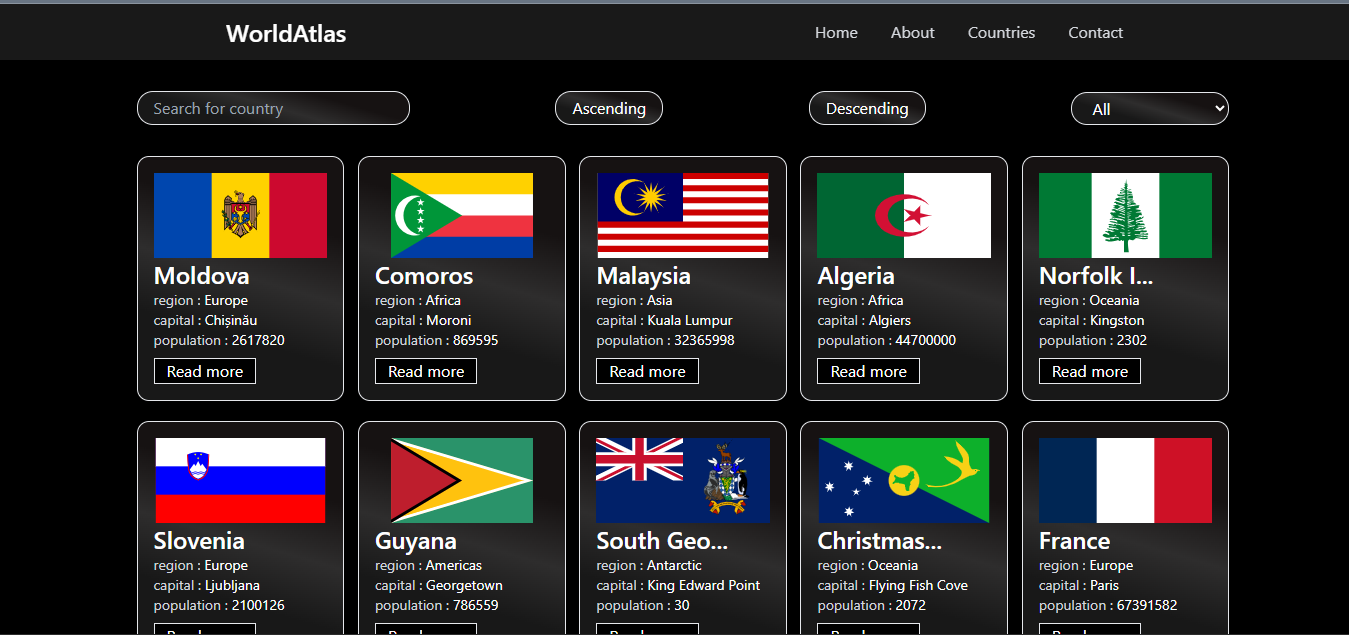 WorldAtlas Home About Countries Contact
Search for country Ascending Descending All
Moldova
region : Europe
capital : Chișinău
population : 2617820
Read more
Comoros
region : Africa
capital : Moroni
population : 869595
Read more
Malaysia
region : Asia
capital : Kuala Lumpur
population : 32365998
Read more
Algeria
region : Africa
capital : Algiers
population : 44700000
Read more
Norfolk I...
region : Oceania
capital : Kingston
population : 2302
Read more
Slovenia
region : Europe
capital : Ljubljana
population : 2100126
Guyana
region : Americas
capital : Georgetown
population : 786559
South Geo...
region : Antarctic
capital : King Edward Point
population : 30
Christmas...
region : Oceania
capital : Flying Fish Cove
population : 2072
France
region : Europe
capital : Paris
population : 67391582